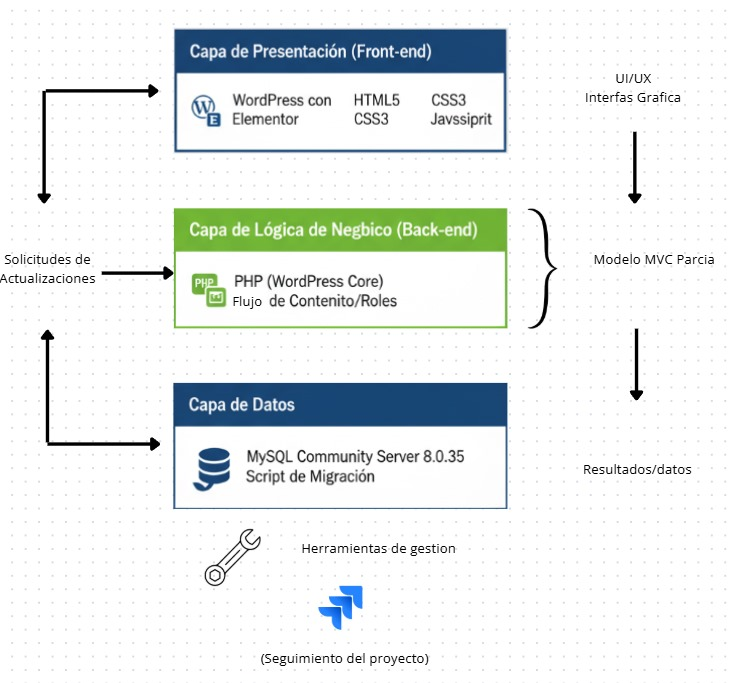 Capa de Presentación (Front-end)
WordPress con
Elementor
HTML5
CSS3
CSS3
Javssiprit
UI/UX
Interfas Grafica
Solicitudes de
Actualizaciones
Capa de Lógica de Negbico (Back-end)
PHP
PHP (WordPress Core)
Flujo de Contenito/Roles
Modelo MVC Parcia
Capa de Datos
MySQL Community Server 8.0.35
Script de Migración
Resultados/datos
Herramientas de gestion
(Seguimiento del proyecto)